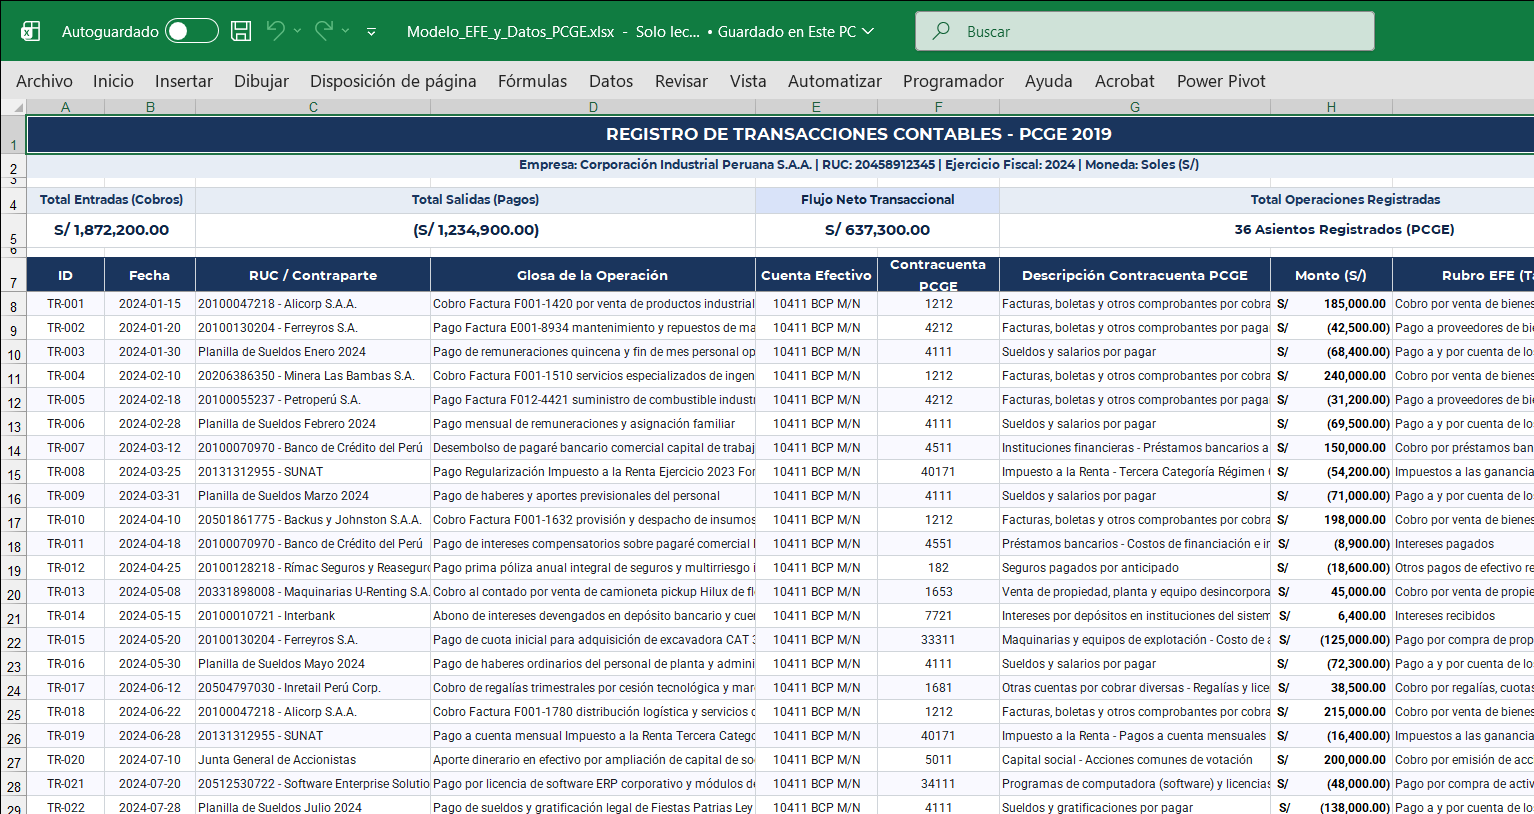 Autoguardado Modelo_EFE_y_Datos_PCGE.xlsx - Solo lec... • Guardado en Este PC Buscar
Archivo Inicio Insertar Dibujar Disposición de página Fórmulas Datos Revisar Vista Automatizar Programador Ayuda Acrobat Power Pivot
A B C D E F G H
1 REGISTRO DE TRANSACCIONES CONTABLES - PCGE 2019
2 Empresa: Corporación Industrial Peruana S.A.A. | RUC: 20458912345 | Ejercicio Fiscal: 2024 | Moneda: Soles (S/)
3
4 Total Entradas (Cobros) Total Salidas (Pagos) Flujo Neto Transaccional Total Operaciones Registradas
5 S/ 1,872,200.00 (S/ 1,234,900.00) S/ 637,300.00 36 Asientos Registrados (PCGE)
6
7 ID Fecha RUC / Contraparte Glosa de la Operación Cuenta Efectivo Contracuenta PCGE Descripción Contracuenta PCGE Monto (S/) Rubro EFE (Ta
8 TR-001 2024-01-15 20100047218 - Alicorp S.A.A. Cobro Factura F001-1420 por venta de productos industrial 10411 BCP M/N 1212 Facturas, boletas y otros comprobantes por cobra S/ 185,000.00 Cobro por venta de bienes
9 TR-002 2024-01-20 20100130204 - Ferreyros S.A. Pago Factura E001-8934 mantenimiento y repuestos de ma 10411 BCP M/N 4212 Facturas, boletas y otros comprobantes por paga S/ (42,500.00) Pago a proveedores de bie
10 TR-003 2024-01-30 Planilla de Sueldos Enero 2024 Pago de remuneraciones quincena y fin de mes personal op 10411 BCP M/N 4111 Sueldos y salarios por pagar S/ (68,400.00) Pago a y por cuenta de lo
11 TR-004 2024-02-10 20206386350 - Minera Las Bambas S.A. Cobro Factura F001-1510 servicios especializados de ingen 10411 BCP M/N 1212 Facturas, boletas y otros comprobantes por cobra S/ 240,000.00 Cobro por venta de bienes
12 TR-005 2024-02-18 20100055237 - Petroperú S.A. Pago Factura F012-4421 suministro de combustible indust 10411 BCP M/N 4212 Facturas, boletas y otros comprobantes por paga S/ (31,200.00) Pago a proveedores de bie
13 TR-006 2024-02-28 Planilla de Sueldos Febrero 2024 Pago mensual de remuneraciones y asignación familiar 10411 BCP M/N 4111 Sueldos y salarios por pagar S/ (69,500.00) Pago a y por cuenta de lo
14 TR-007 2024-03-12 20100070970 - Banco de Crédito del Perú Desembolso de pagaré bancario comercial capital de trabaj 10411 BCP M/N 4511 Instituciones financieras - Préstamos bancarios a S/ 150,000.00 Cobro por préstamos ban
15 TR-008 2024-03-25 20131312955 - SUNAT Pago Regularización Impuesto a la Renta Ejercicio 2023 For 10411 BCP M/N 40171 Impuesto a la Renta - Tercera Categoría Régimen S/ (54,200.00) Impuestos a las ganancia
16 TR-009 2024-03-31 Planilla de Sueldos Marzo 2024 Pago de haberes y aportes previsionales del personal 10411 BCP M/N 4111 Sueldos y salarios por pagar S/ (71,000.00) Pago a y por cuenta de lo
17 TR-010 2024-04-10 20501861775 - Backus y Johnston S.A.A. Cobro Factura F001-1632 provisión y despacho de insumos 10411 BCP M/N 1212 Facturas, boletas y otros comprobantes por cobra S/ 198,000.00 Cobro por venta de bienes
18 TR-011 2024-04-18 20100070970 - Banco de Crédito del Perú Pago de intereses compensatorios sobre pagaré comercial 10411 BCP M/N 4551 Préstamos bancarios - Costos de financiación e in S/ (8,900.00) Intereses pagados
19 TR-012 2024-04-25 20100128218 - Rímac Seguros y Reaseguro Pago prima póliza anual integral de seguros y multirriesgo i 10411 BCP M/N 182 Seguros pagados por anticipado S/ (18,600.00) Otros pagos de efectivo re
20 TR-013 2024-05-08 20331898008 - Maquinarias U-Renting S.A. Cobro al contado por venta de camioneta pickup Hilux de fl 10411 BCP M/N 1653 Venta de propiedad, planta y equipo desincorpora S/ 45,000.00 Cobro por venta de propie
21 TR-014 2024-05-15 20100010721 - Interbank Abono de intereses devengados en depósito bancario y cue 10411 BCP M/N 7721 Intereses por depósitos en instituciones del sistem S/ 6,400.00 Intereses recibidos
22 TR-015 2024-05-20 20100130204 - Ferreyros S.A. Pago de cuota inicial para adquisición de excavadora CAT 3 10411 BCP M/N 33311 Maquinarias y equipos de explotación - Costo de a S/ (125,000.00) Pago por compra de prop
23 TR-016 2024-05-30 Planilla de Sueldos Mayo 2024 Pago de haberes ordinarios del personal de planta y admini 10411 BCP M/N 4111 Sueldos y salarios por pagar S/ (72,300.00) Pago a y por cuenta de lo
24 TR-017 2024-06-12 20504797030 - Inretail Perú Corp. Cobro de regalías trimestrales por cesión tecnológica y mar 10411 BCP M/N 1681 Otras cuentas por cobrar diversas - Regalías y lice S/ 38,500.00 Cobro por regalías, cuotas
25 TR-018 2024-06-22 20100047218 - Alicorp S.A.A. Cobro Factura F001-1780 distribución logística y servicios c 10411 BCP M/N 1212 Facturas, boletas y otros comprobantes por cobra S/ 215,000.00 Cobro por venta de bienes
26 TR-019 2024-06-28 20131312955 - SUNAT Pago a cuenta mensual Impuesto a la Renta Tercera Catego 10411 BCP M/N 40171 Impuesto a la Renta - Pagos a cuenta mensuales S/ (16,400.00) Impuestos a las ganancia
27 TR-020 2024-07-10 Junta General de Accionistas Aporte dinerario en efectivo por ampliación de capital de so 10411 BCP M/N 5011 Capital social - Acciones comunes de votación S/ 200,000.00 Cobro por emisión de acc
28 TR-021 2024-07-20 20512530722 - Software Enterprise Solutio Pago por licencia de software ERP corporativo y módulos d 10411 BCP M/N 34111 Programas de computadora (software) y licencias S/ (48,000.00) Pago por compra de activ
29 TR-022 2024-07-28 Planilla de Sueldos Julio 2024 Pago de sueldos y gratificación legal de Fiestas Patrias Ley 10411 BCP M/N 4111 Sueldos y gratificaciones por pagar S/ (138,000.00) Pago a y por cuenta de lo